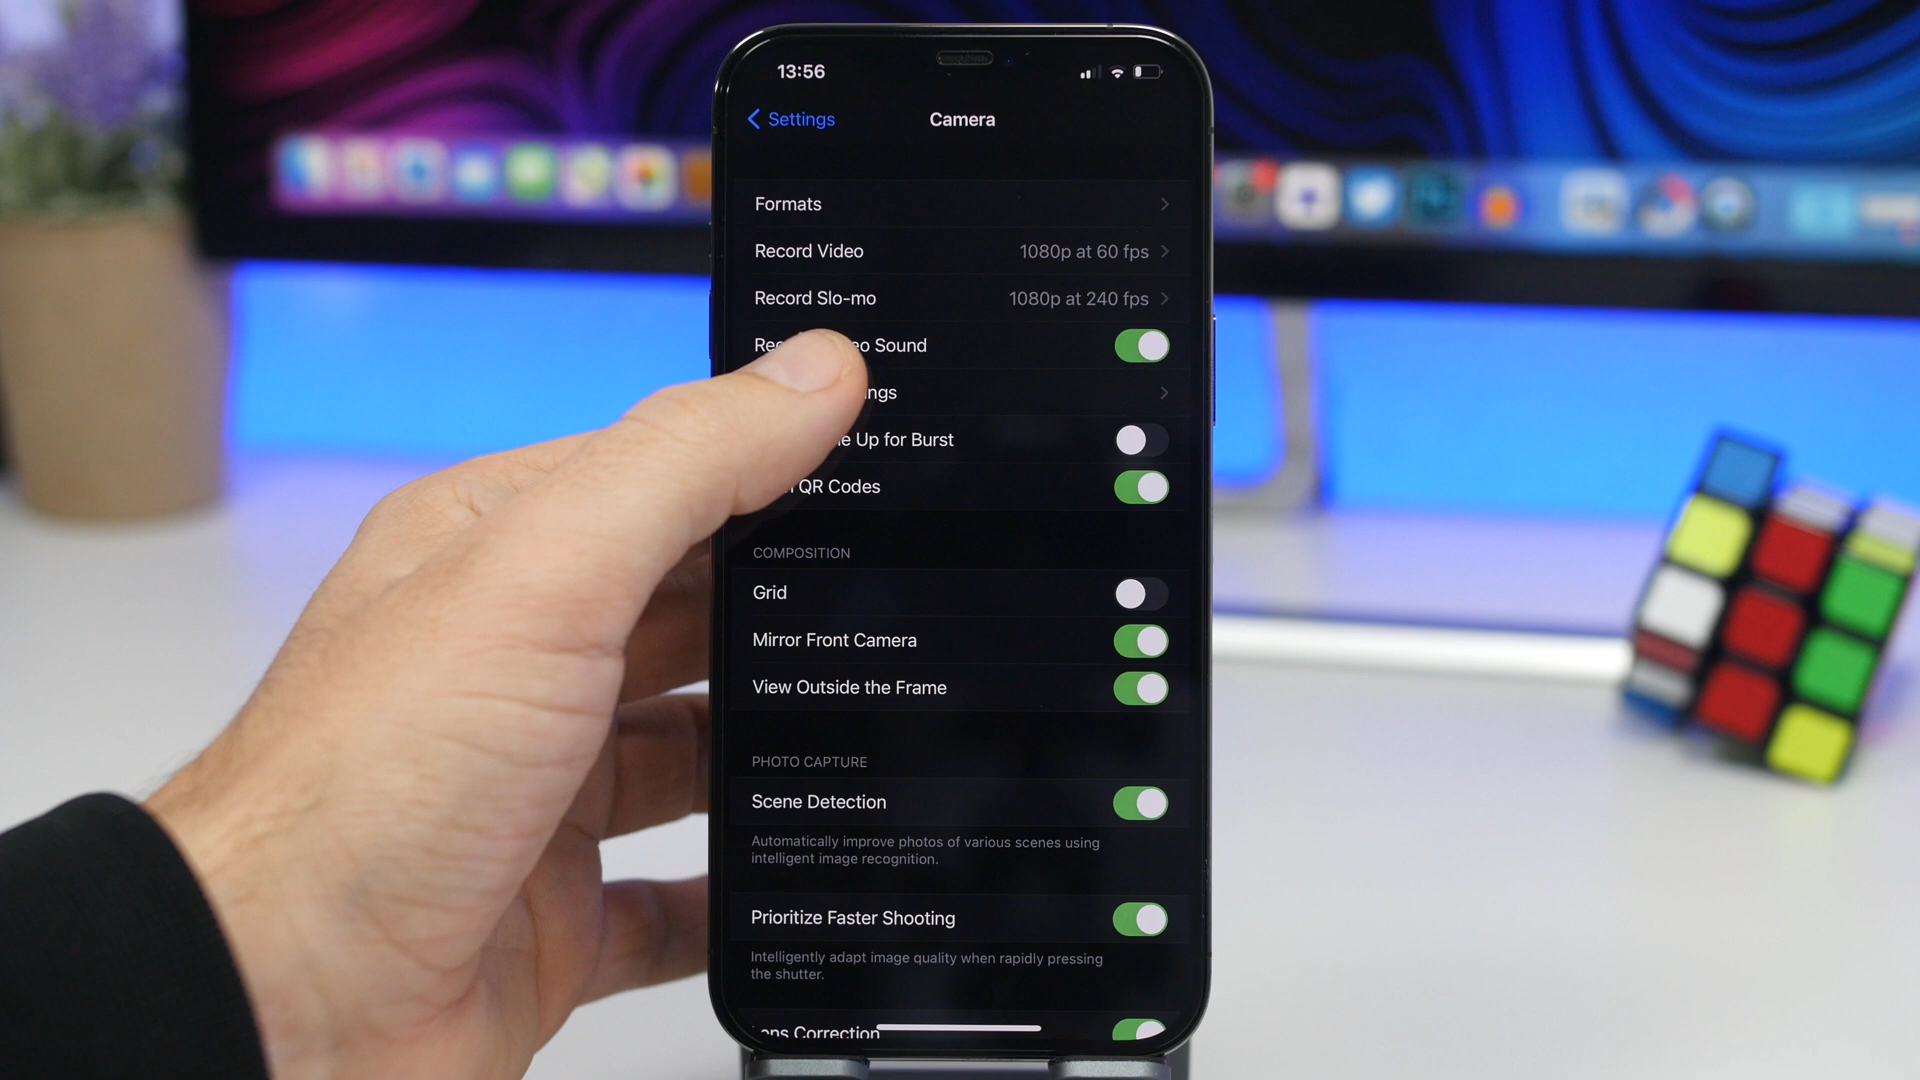 13:56
Settings
Camera
Formats
Record Video 1080p at 60 fps
Record Slo-mo 1080p at 240 fps
Sound
Up for Burst
QR Codes
COMPOSITION
Grid
Mirror Front Camera
View Outside the Frame
PHOTO CAPTURE
Scene Detection
Automatically improve photos of various scenes using
intelligent image recognition.
Prioritize Faster Shooting
Intelligently adapt image quality when rapidly pressing
the shutter.
Correction